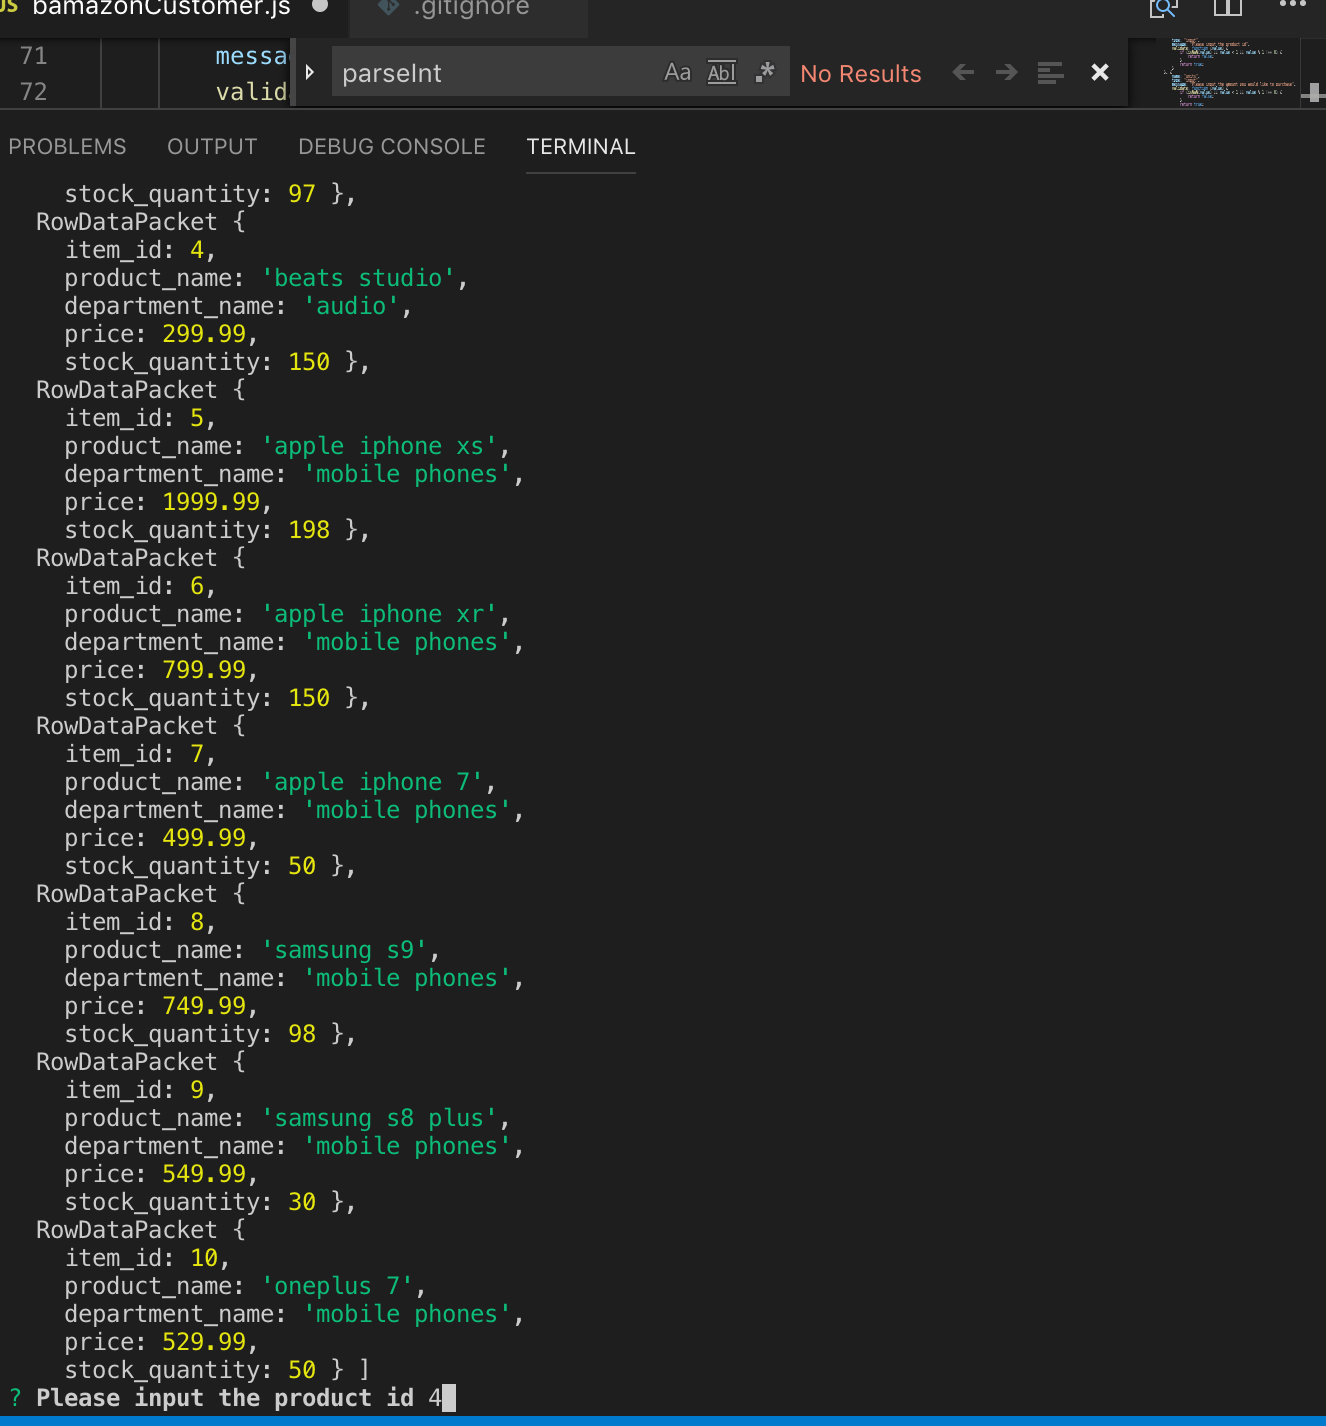 JS bamazonCustomer.js
.gitignore
71 messa
parseInt
Aa Abl .*
No Results
72 valid
PROBLEMS OUTPUT DEBUG CONSOLE TERMINAL
stock_quantity: 97 },
RowDataPacket {
item_id: 4,
product_name: 'beats studio',
department_name: 'audio',
price: 299.99,
stock_quantity: 150 },
RowDataPacket {
item_id: 5,
product_name: 'apple iphone xs',
department_name: 'mobile phones',
price: 1999.99,
stock_quantity: 198 },
RowDataPacket {
item_id: 6,
product_name: 'apple iphone xr',
department_name: 'mobile phones',
price: 799.99,
stock_quantity: 150 },
RowDataPacket {
item_id: 7,
product_name: 'apple iphone 7',
department_name: 'mobile phones',
price: 499.99,
stock_quantity: 50 },
RowDataPacket {
item_id: 8,
product_name: 'samsung s9',
department_name: 'mobile phones',
price: 749.99,
stock_quantity: 98 },
RowDataPacket {
item_id: 9,
product_name: 'samsung s8 plus',
department_name: 'mobile phones',
price: 549.99,
stock_quantity: 30 },
RowDataPacket {
item_id: 10,
product_name: 'oneplus 7',
department_name: 'mobile phones',
price: 529.99,
stock_quantity: 50 } ]
? Please input the product id 4